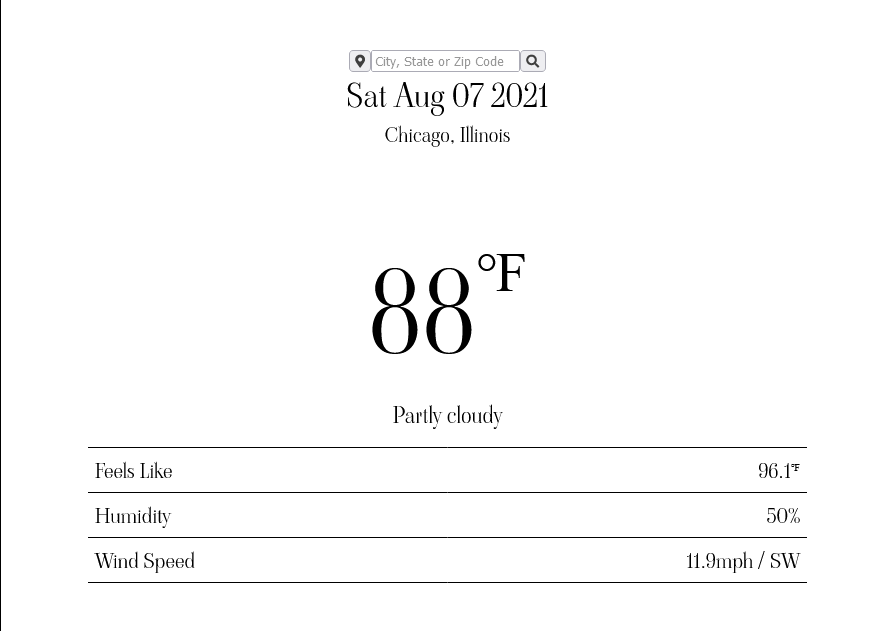 City, State or Zip Code
Sat Aug 07 2021
Chicago, Illinois
88°F
Partly cloudy
Feels Like 96.1°F
Humidity 50%
Wind Speed 11.9mph / SW